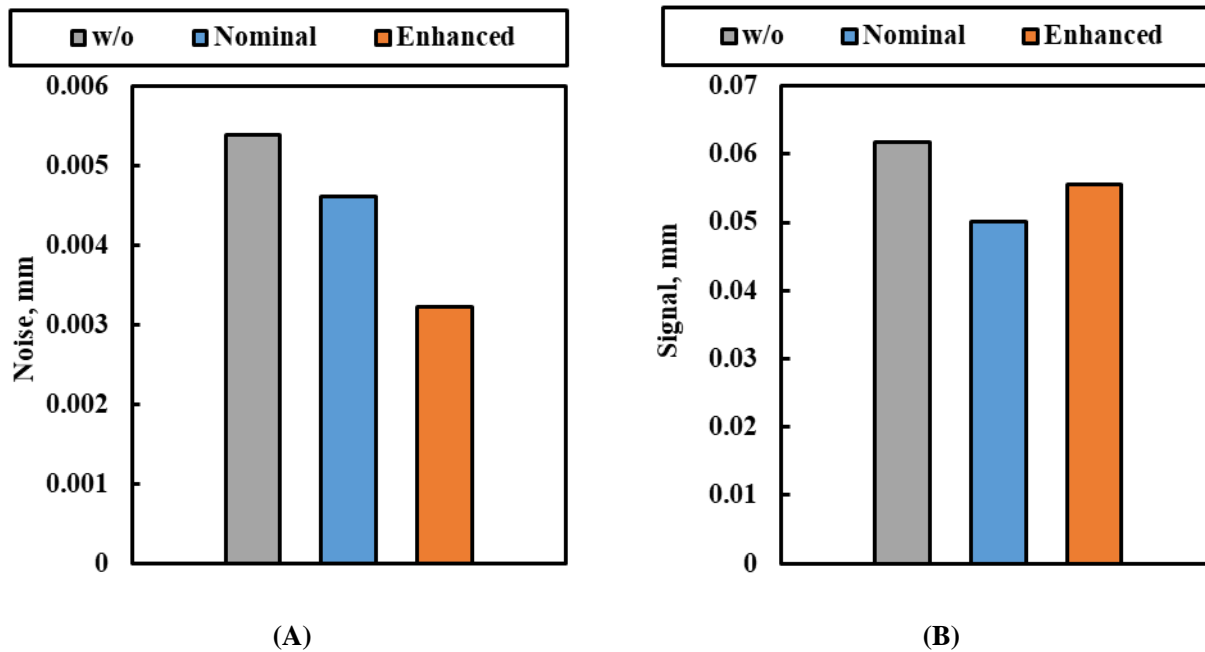 w/o Nominal Enhanced
0.006
0.005
0.004
0.003
0.002
0.001
0
Noise, mm
(A)
w/o Nominal Enhanced
0.07
0.06
0.05
0.04
0.03
0.02
0.01
0
Signal, mm
(B)